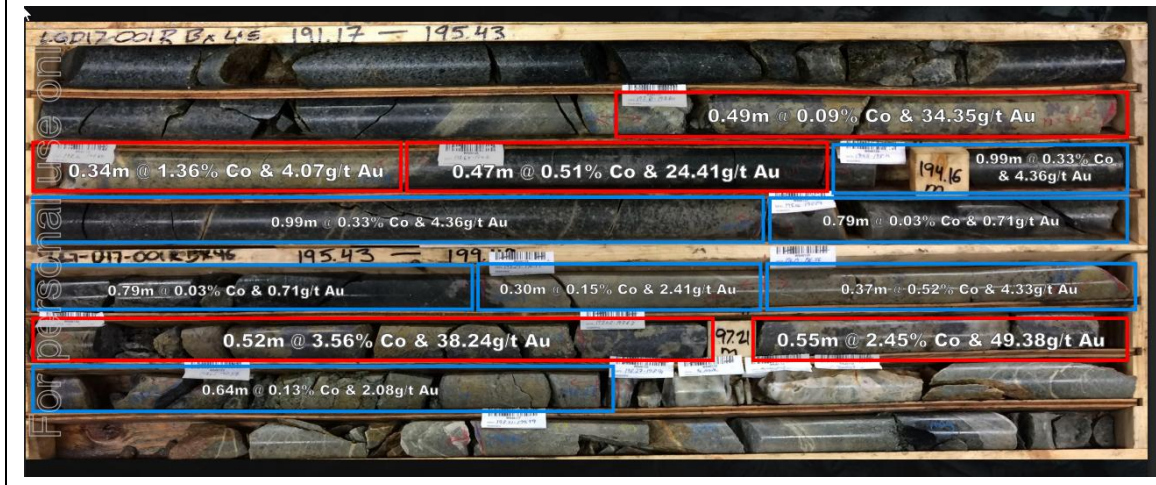 LGD17-001R Bx 45 191.17 — 195.43
0.49m @ 0.09% Co & 34.35g/t Au
0.34m @ 1.36% Co & 4.07g/t Au
0.47m @ 0.51% Co & 24.41g/t Au
194.16
m
0.99m @ 0.33% Co
& 4.36g/t Au
0.99m @ 0.33% Co & 4.36g/t Au
0.79m @ 0.03% Co & 0.71g/t Au
195.43 — 199.
0.79m @ 0.03% Co & 0.71g/t Au
0.30m @ 0.15% Co & 2.41g/t Au
0.37m @ 0.52% Co & 4.33g/t Au
0.52m @ 3.56% Co & 38.24g/t Au
97.21
m
0.55m @ 2.45% Co & 49.38g/t Au
0.64m @ 0.13% Co & 2.08g/t Au
For personal use only